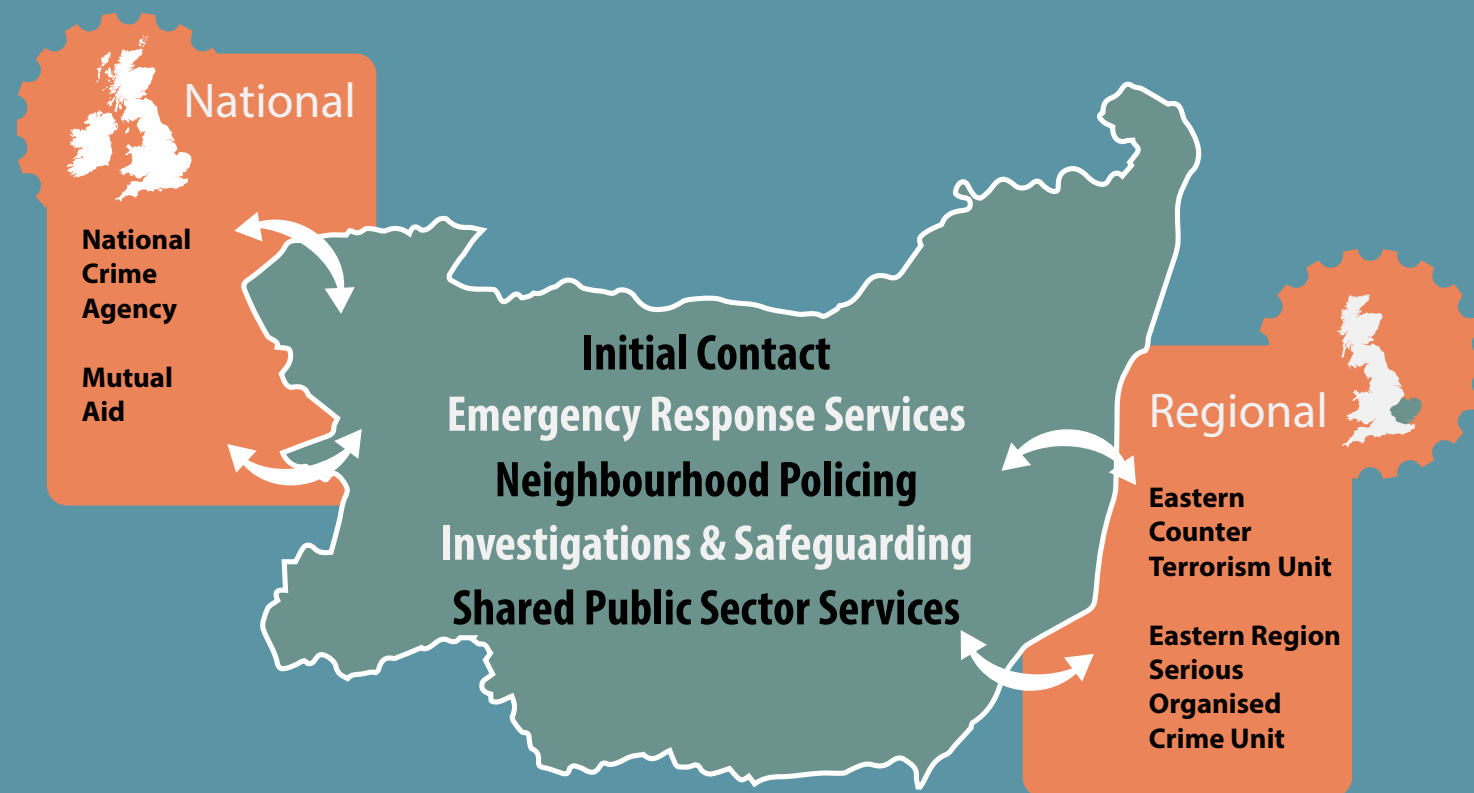 National
National
Crime
Agency
Mutual
Aid
Initial Contact
Emergency Response Services
Neighbourhood Policing
Investigations & Safeguarding
Shared Public Sector Services
Regional
Eastern
Counter
Terrorism Unit
Eastern Region
Serious
Organised
Crime Unit